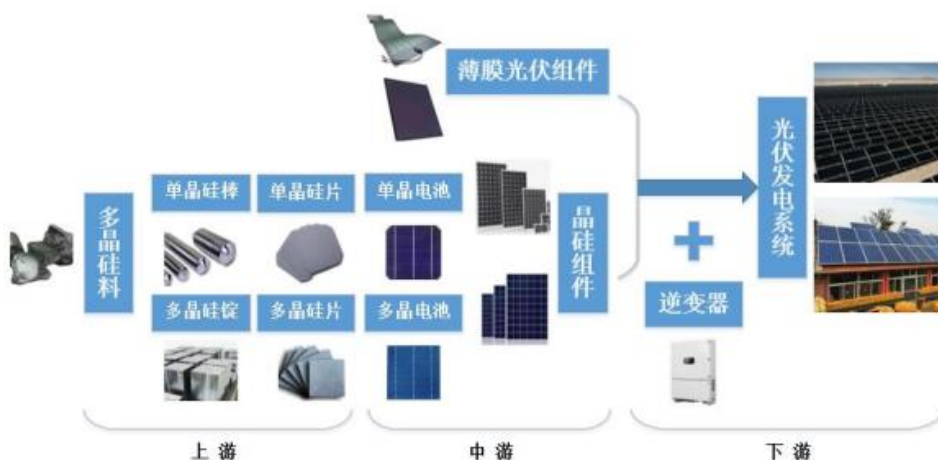 薄膜光伏组件
单晶硅棒
单晶硅片
单晶电池
多晶硅料
晶硅组件
光伏发电系统
多晶硅锭
多晶硅片
多晶电池
逆变器
上 游
中 游
下 游